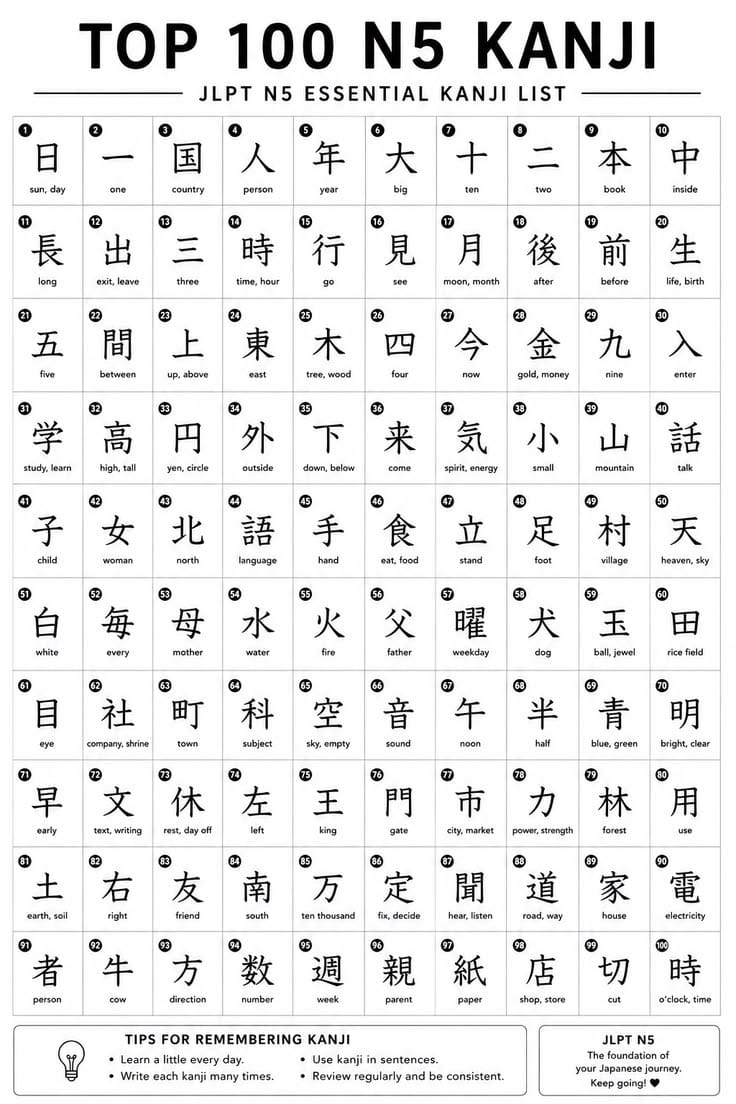 TOP 100 N5 KANJI
JLPT N5 ESSENTIAL KANJI LIST
1 2 3 4 5 6 7 8 9 10
日 一 国 人 年 大 十 二 本 中
sun, day one country person year big ten two book inside
11 12 13 14 15 16 17 18 19 20
長 出 三 時 行 見 月 後 前 生
long exit, leave three time, hour go see moon, month after before life, birth
21 22 23 24 25 26 27 28 29 30
五 間 上 東 木 四 今 金 九 入
five between up, above east tree, wood four now gold, money nine enter
31 32 33 34 35 36 37 38 39 40
学 高 円 外 下 来 気 小 山 話
study, learn high, tall yen, circle outside down, below come spirit, energy small mountain talk
41 42 43 44 45 46 47 48 49 50
子 女 北 語 手 食 立 足 村 天
child woman north language hand eat, food stand foot village heaven, sky
51 52 53 54 55 56 57 58 59 60
白 毎 母 水 火 父 曜 犬 玉 田
white every mother water fire father weekday dog ball, jewel rice field
61 62 63 64 65 66 67 68 69 70
目 社 町 科 空 音 午 半 青 明
eye company, shrine town subject sky, empty sound noon half blue, green bright, clear
71 72 73 74 75 76 77 78 79 80
早 文 休 左 王 門 市 力 林 用
early text, writing rest, day off left king gate city, market power, strength forest use
81 82 83 84 85 86 87 88 89 90
土 右 友 南 万 定 聞 道 家 電
earth, soil right friend south ten thousand fix, decide hear, listen road, way house electricity
91 92 93 94 95 96 97 98 99 100
者 牛 方 数 週 親 紙 店 切 時
person cow direction number week parent paper shop, store cut o'clock, time
TIPS FOR REMEMBERING KANJI
• Learn a little every day.
• Write each kanji many times.
• Use kanji in sentences.
• Review regularly and be consistent.
JLPT N5
The foundation of
your Japanese journey.
Keep going! ♥